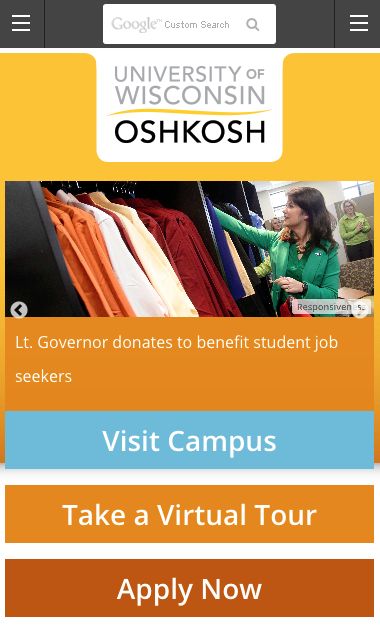 Google™ Custom Search
UNIVERSITY OF
WISCONSIN
OSHKOSH
Lt. Governor donates to benefit student job
seekers
Visit Campus
Take a Virtual Tour
Apply Now